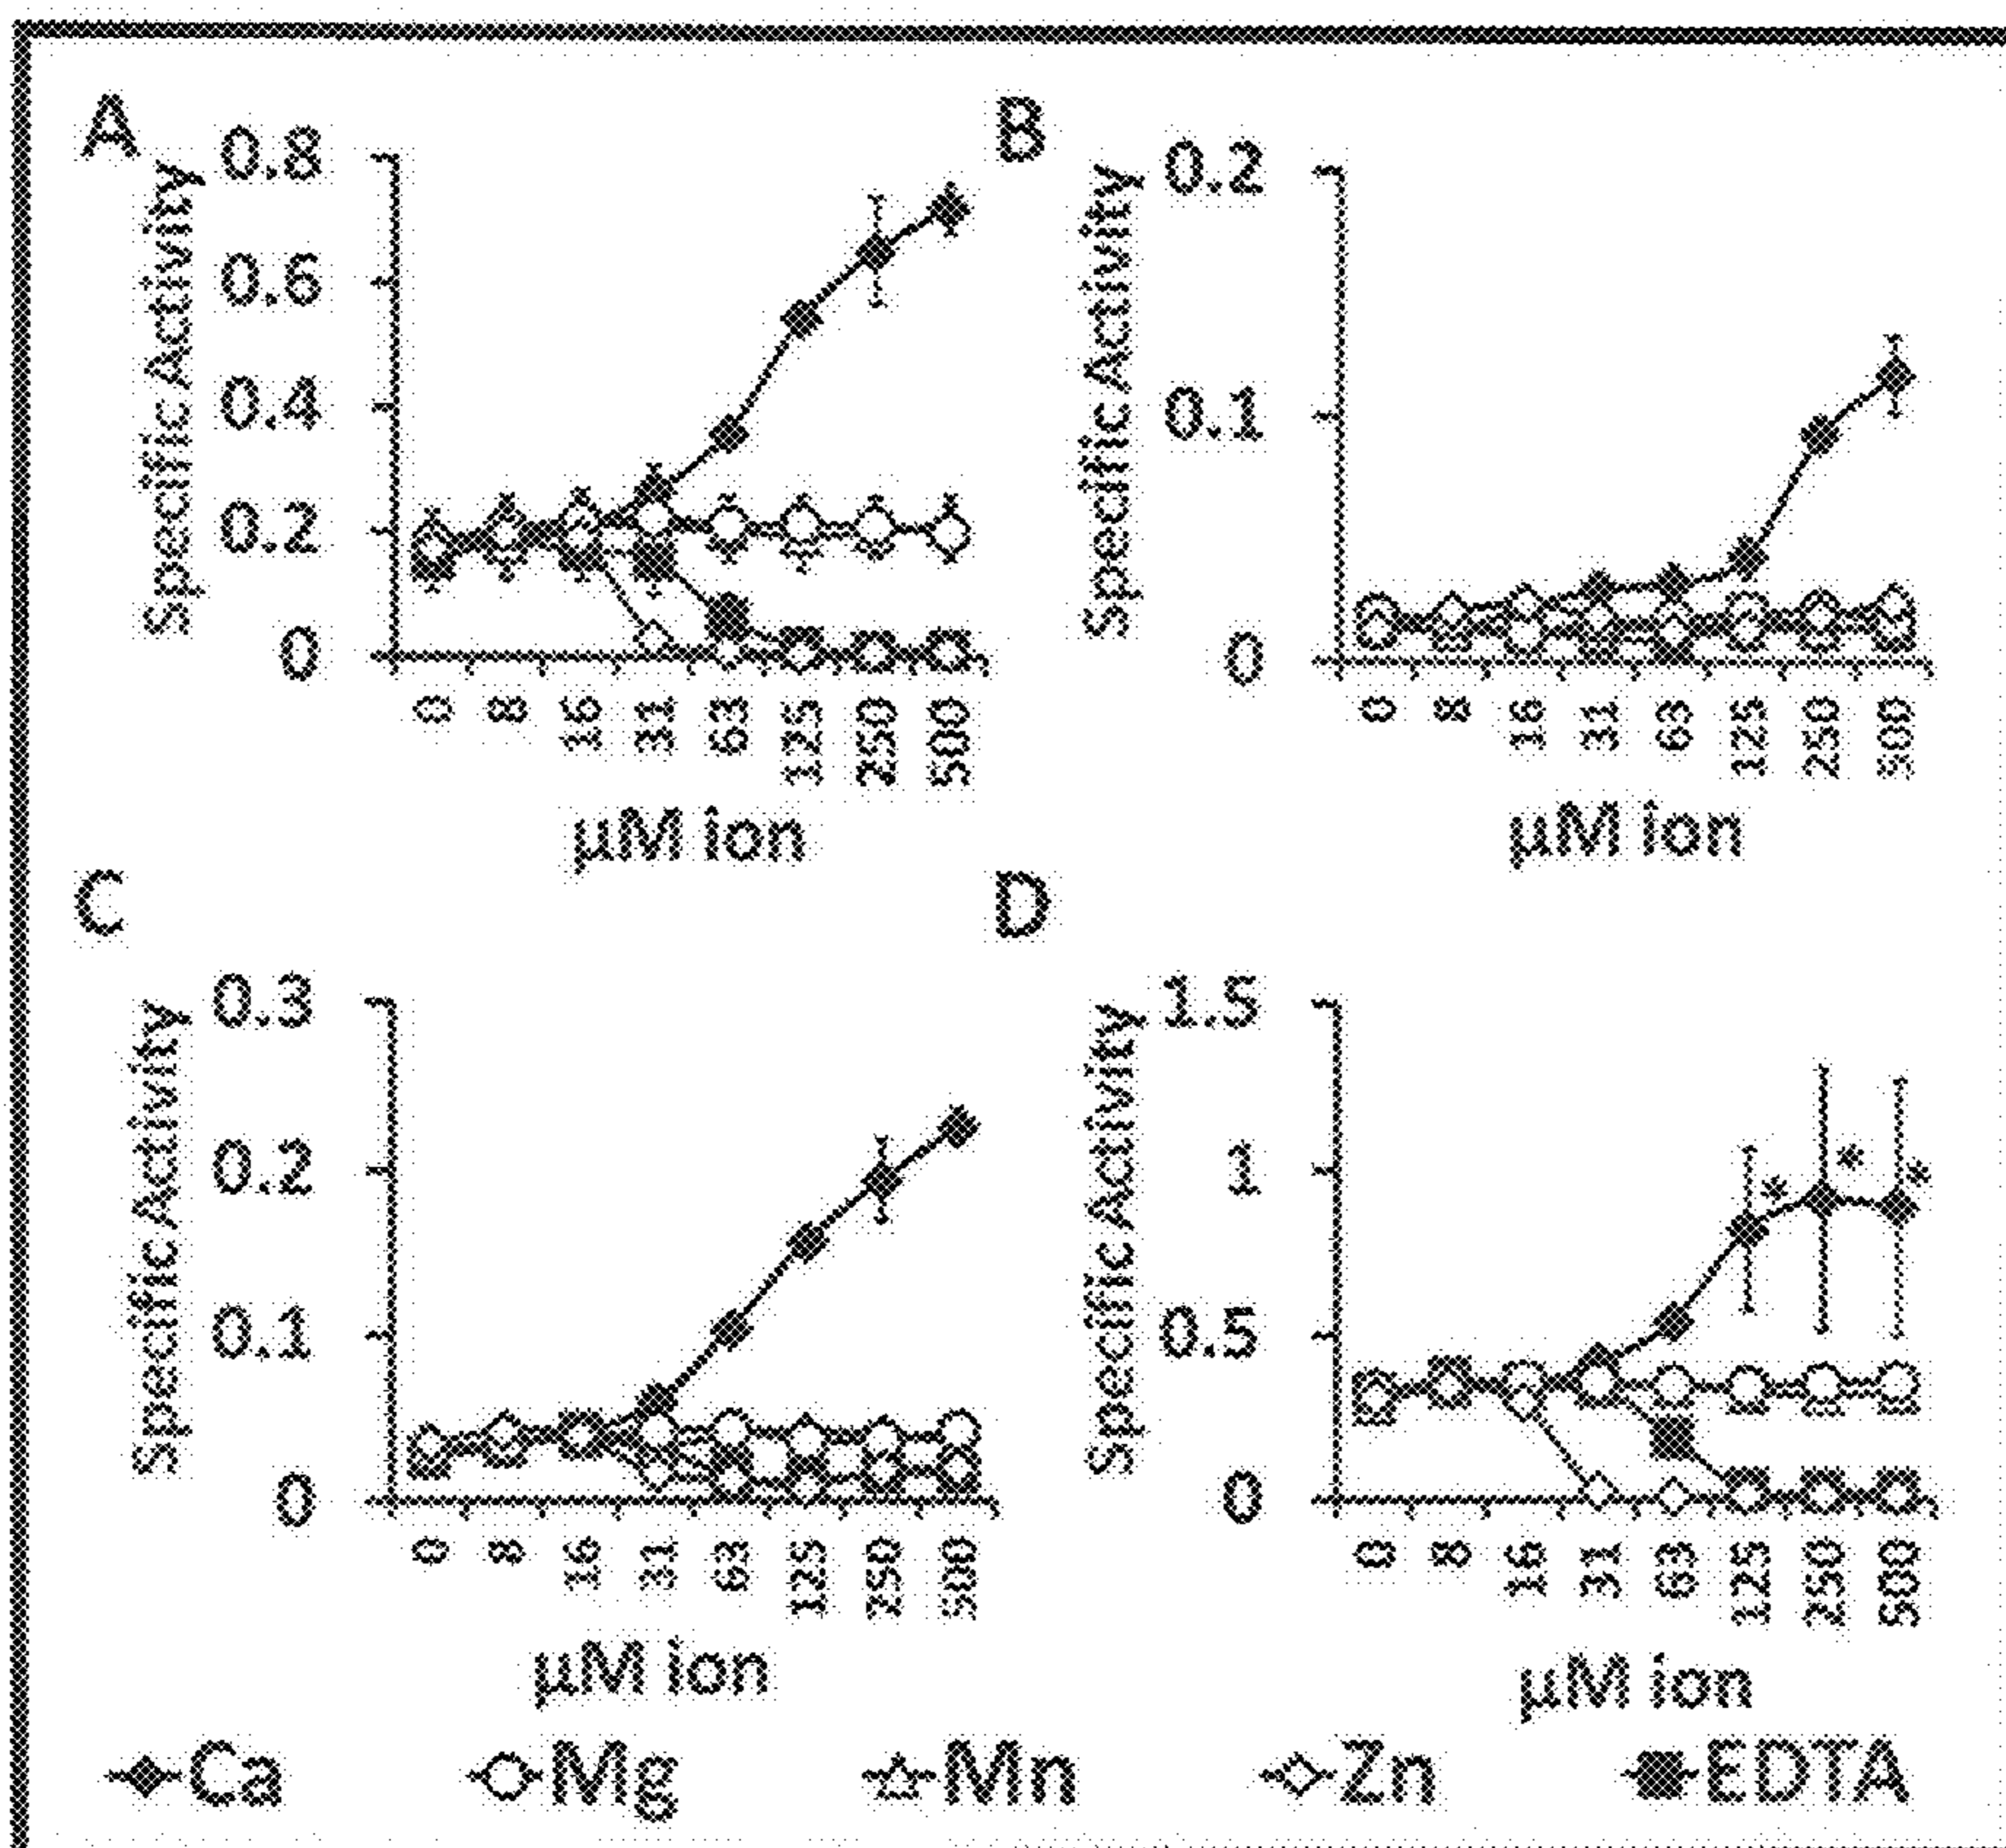 A
Specific Activity
0.8
0.6
0.4
0.2
0
0 8 16 31 63 125 250 500
µM ion
B
Specific Activity
0.2
0.1
0
0 8 16 31 63 125 250 500
µM ion
C
Specific Activity
0.3
0.2
0.1
0
0 8 16 31 63 125 250 500
µM ion
D
Specific Activity
1.5
1
0.5
0
* * *
0 8 16 31 63 125 250 500
µM ion
Ca Mg Mn Zn EDTA